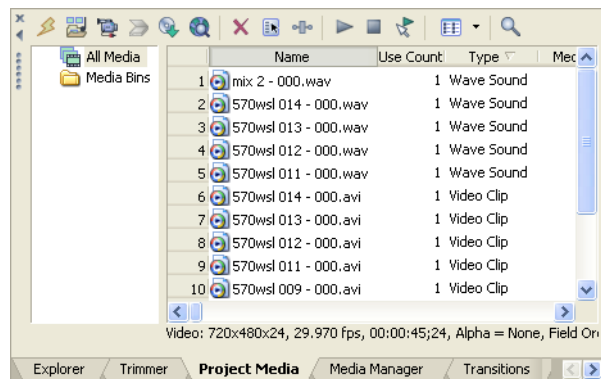 All Media
Media Bins
Name Use Count Type
1 mix 2 - 000.wav 1 Wave Sound
2 570wsl 014 - 000.wav 1 Wave Sound
3 570wsl 013 - 000.wav 1 Wave Sound
4 570wsl 012 - 000.wav 1 Wave Sound
5 570wsl 011 - 000.wav 1 Wave Sound
6 570wsl 014 - 000.avi 1 Video Clip
7 570wsl 013 - 000.avi 1 Video Clip
8 570wsl 012 - 000.avi 1 Video Clip
9 570wsl 011 - 000.avi 1 Video Clip
10 570wsl 009 - 000.avi 1 Video Clip
Video: 720x480x24, 29.970 fps, 00:00:45;24, Alpha = None, Field
Explorer Trimmer Project Media Media Manager Transitions